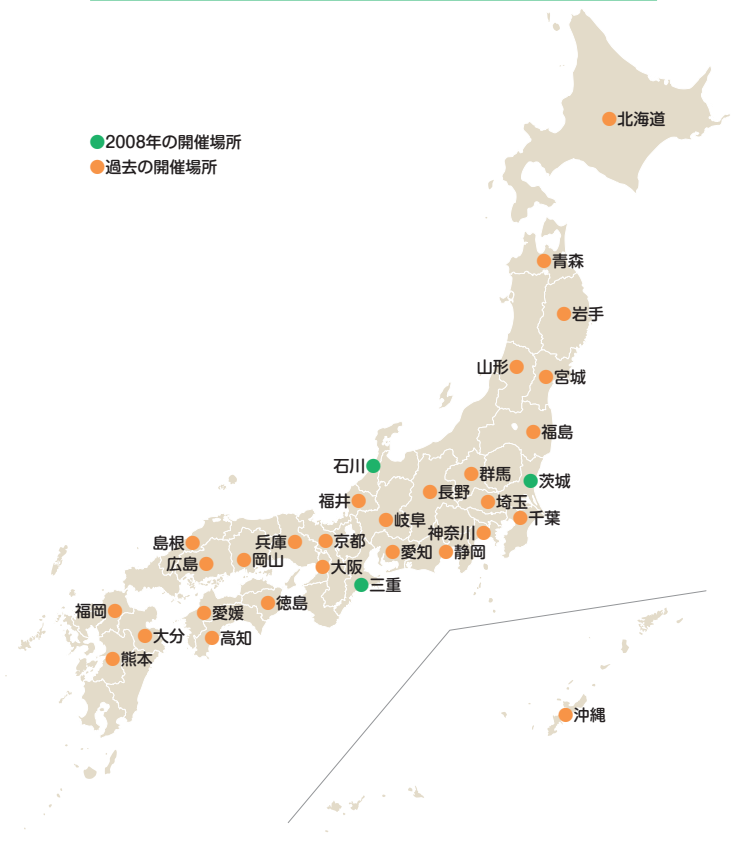 2008年の開催場所
過去の開催場所
北海道
青森
岩手
山形
宮城
福島
石川
群馬
茨城
長野
福井
埼玉
岐阜
千葉
神奈川
島根
兵庫
京都
愛知
静岡
広島
岡山
大阪
三重
福岡
愛媛
徳島
大分
高知
熊本
沖縄